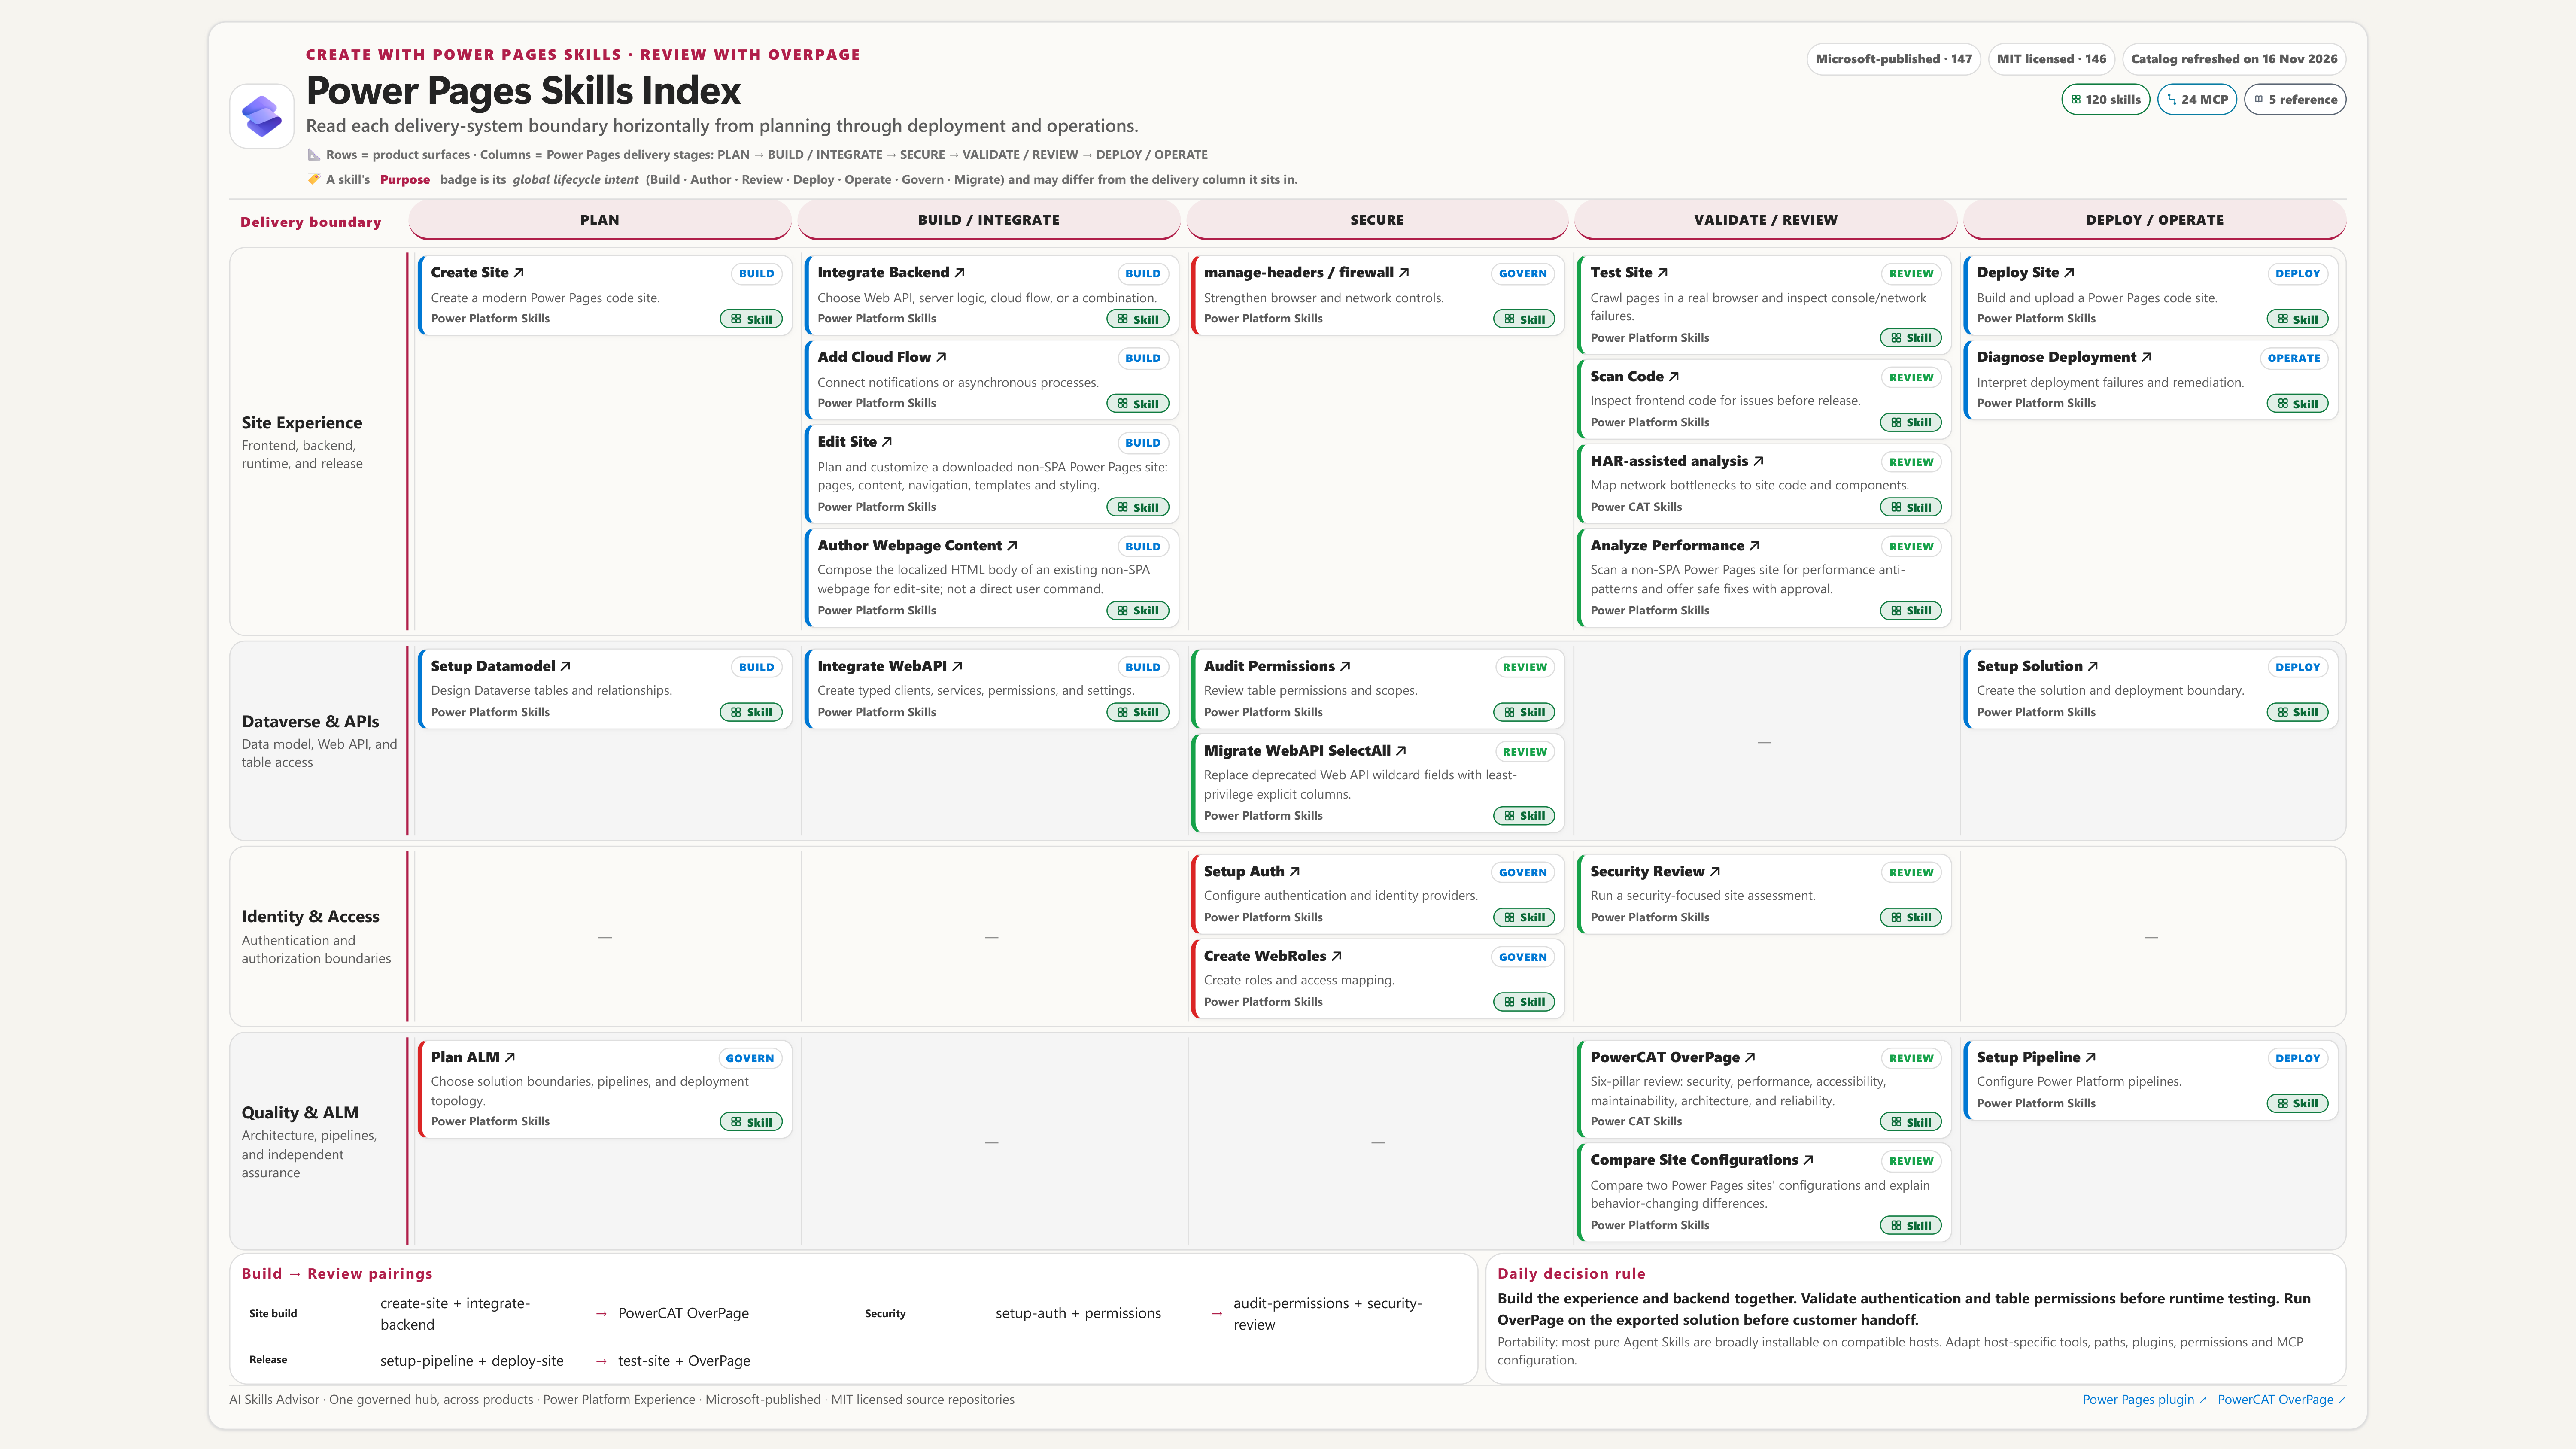 CREATE WITH POWER PAGES SKILLS · REVIEW WITH OVERPAGE
Power Pages Skills Index
Read each delivery-system boundary horizontally from planning through deployment and operations.
Rows = product surfaces · Columns = Power Pages delivery stages: PLAN → BUILD / INTEGRATE → SECURE → VALIDATE / REVIEW → DEPLOY / OPERATE
A skill's Purpose badge is its global lifecycle intent (Build · Author · Review · Deploy · Operate · Govern · Migrate) and may differ from the delivery column it sits in.
Microsoft-published · 147
MIT licensed · 146
Catalog refreshed on 16 Nov 2026
120 skills
24 MCP
5 reference
Delivery boundary
PLAN
BUILD / INTEGRATE
SECURE
VALIDATE / REVIEW
DEPLOY / OPERATE
Site Experience
Frontend, backend,
runtime, and release
Create Site ↗
BUILD
Create a modern Power Pages code site.
Power Platform Skills
Skill
Integrate Backend ↗
BUILD
Choose Web API, server logic, cloud flow, or a combination.
Power Platform Skills
Skill
Add Cloud Flow ↗
BUILD
Connect notifications or asynchronous processes.
Power Platform Skills
Skill
Edit Site ↗
BUILD
Plan and customize a downloaded non-SPA Power Pages site:
pages, content, navigation, templates and styling.
Power Platform Skills
Skill
Author Webpage Content ↗
BUILD
Compose the localized HTML body of an existing non-SPA
webpage for edit-site; not a direct user command.
Power Platform Skills
Skill
manage-headers / firewall ↗
GOVERN
Strengthen browser and network controls.
Power Platform Skills
Skill
Test Site ↗
REVIEW
Crawl pages in a real browser and inspect console/network
failures.
Power Platform Skills
Skill
Scan Code ↗
REVIEW
Inspect frontend code for issues before release.
Power Platform Skills
Skill
HAR-assisted analysis ↗
REVIEW
Map network bottlenecks to site code and components.
Power CAT Skills
Skill
Analyze Performance ↗
REVIEW
Scan a non-SPA Power Pages site for performance anti-
patterns and offer safe fixes with approval.
Power Platform Skills
Skill
Deploy Site ↗
DEPLOY
Build and upload a Power Pages code site.
Power Platform Skills
Skill
Diagnose Deployment ↗
OPERATE
Interpret deployment failures and remediation.
Power Platform Skills
Skill
Dataverse & APIs
Data model, Web API, and
table access
Setup Datamodel ↗
BUILD
Design Dataverse tables and relationships.
Power Platform Skills
Skill
Integrate WebAPI ↗
BUILD
Create typed clients, services, permissions, and settings.
Power Platform Skills
Skill
Audit Permissions ↗
REVIEW
Review table permissions and scopes.
Power Platform Skills
Skill
Migrate WebAPI SelectAll ↗
REVIEW
Replace deprecated Web API wildcard fields with least-
privilege explicit columns.
Power Platform Skills
Skill
—
Setup Solution ↗
DEPLOY
Create the solution and deployment boundary.
Power Platform Skills
Skill
Identity & Access
Authentication and
authorization boundaries
—
—
Setup Auth ↗
GOVERN
Configure authentication and identity providers.
Power Platform Skills
Skill
Create WebRoles ↗
GOVERN
Create roles and access mapping.
Power Platform Skills
Skill
Security Review ↗
REVIEW
Run a security-focused site assessment.
Power Platform Skills
Skill
—
Quality & ALM
Architecture, pipelines,
and independent
assurance
Plan ALM ↗
GOVERN
Choose solution boundaries, pipelines, and deployment
topology.
Power Platform Skills
Skill
—
—
PowerCAT OverPage ↗
REVIEW
Six-pillar review: security, performance, accessibility,
maintainability, architecture, and reliability.
Power CAT Skills
Skill
Compare Site Configurations ↗
REVIEW
Compare two Power Pages sites' configurations and explain
behavior-changing differences.
Power Platform Skills
Skill
Setup Pipeline ↗
DEPLOY
Configure Power Platform pipelines.
Power Platform Skills
Skill
Build → Review pairings
Site build
create-site + integrate-
backend
→ PowerCAT OverPage
Security
setup-auth + permissions
→ audit-permissions + security-
review
Release
setup-pipeline + deploy-site
→ test-site + OverPage
Daily decision rule
Build the experience and backend together. Validate authentication and table permissions before runtime testing. Run
OverPage on the exported solution before customer handoff.
Portability: most pure Agent Skills are broadly installable on compatible hosts. Adapt host-specific tools, paths, plugins, permissions and MCP
configuration.
AI Skills Advisor · One governed hub, across products · Power Platform Experience · Microsoft-published · MIT licensed source repositories
Power Pages plugin ↗ PowerCAT OverPage ↗